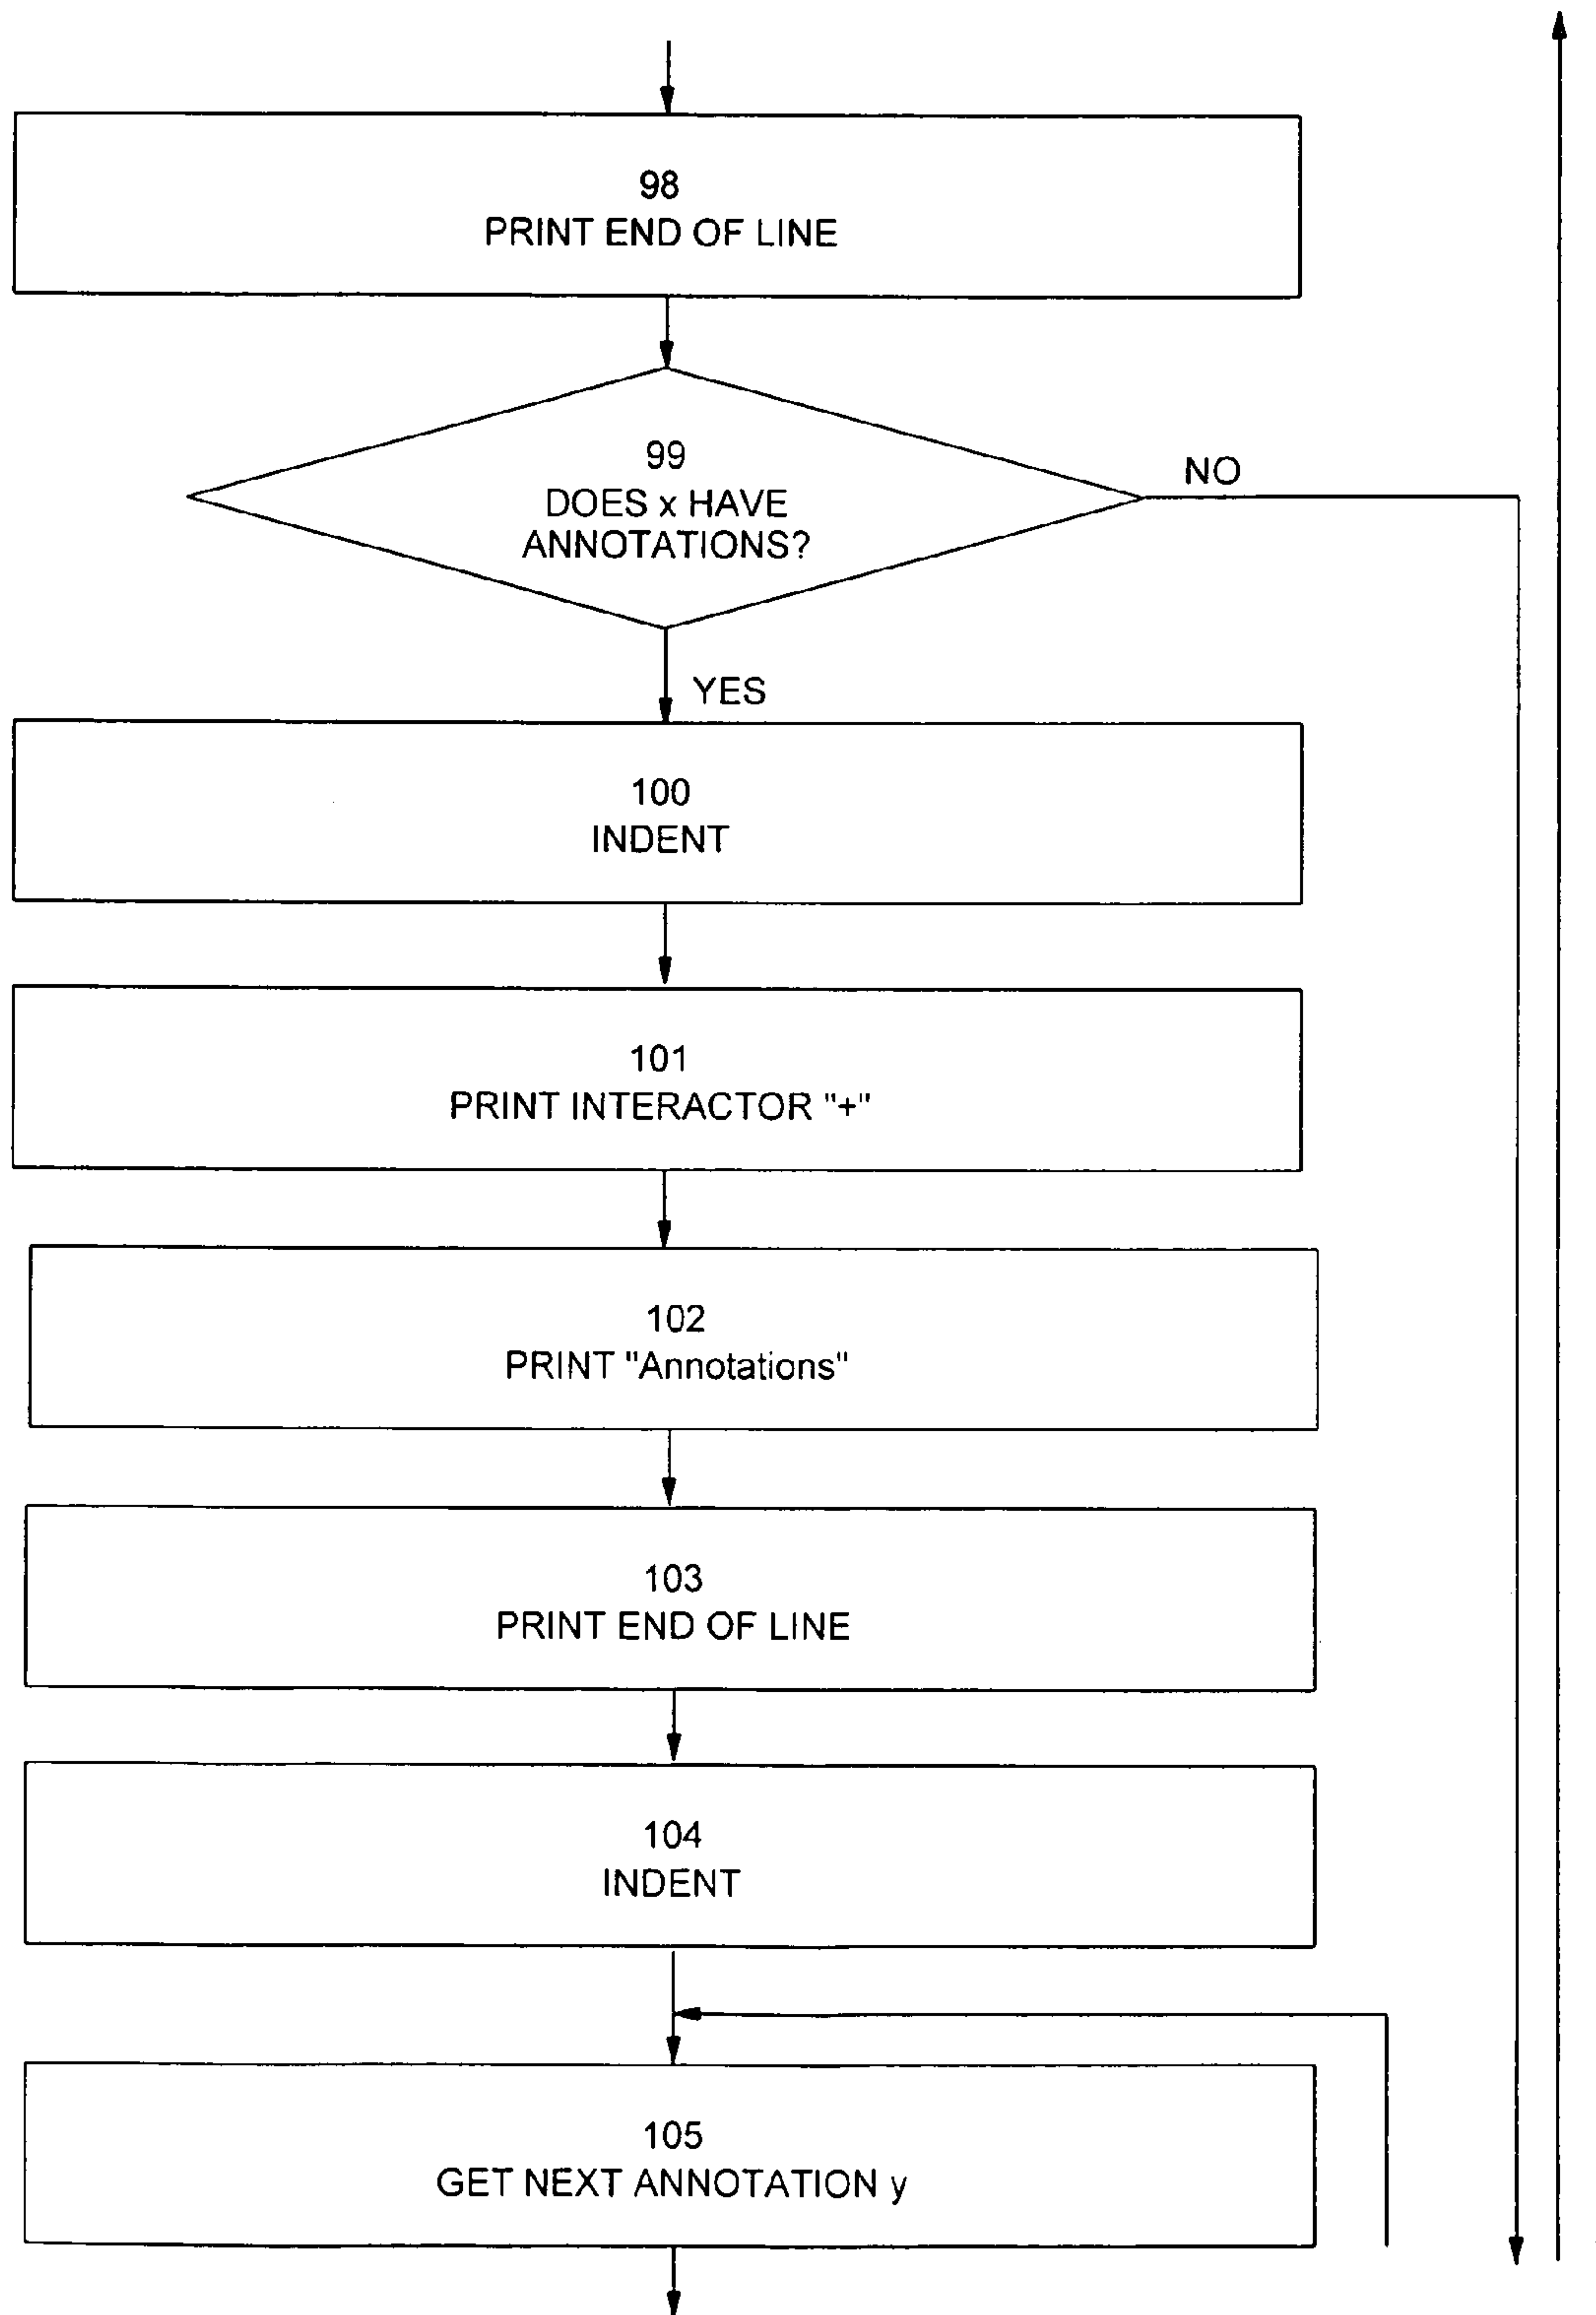 98
PRINT END OF LINE
99
DOES x HAVE
ANNOTATIONS?
NO
YES
100
INDENT
101
PRINT INTERACTOR "+"
102
PRINT "Annotations"
103
PRINT END OF LINE
104
INDENT
105
GET NEXT ANNOTATION y